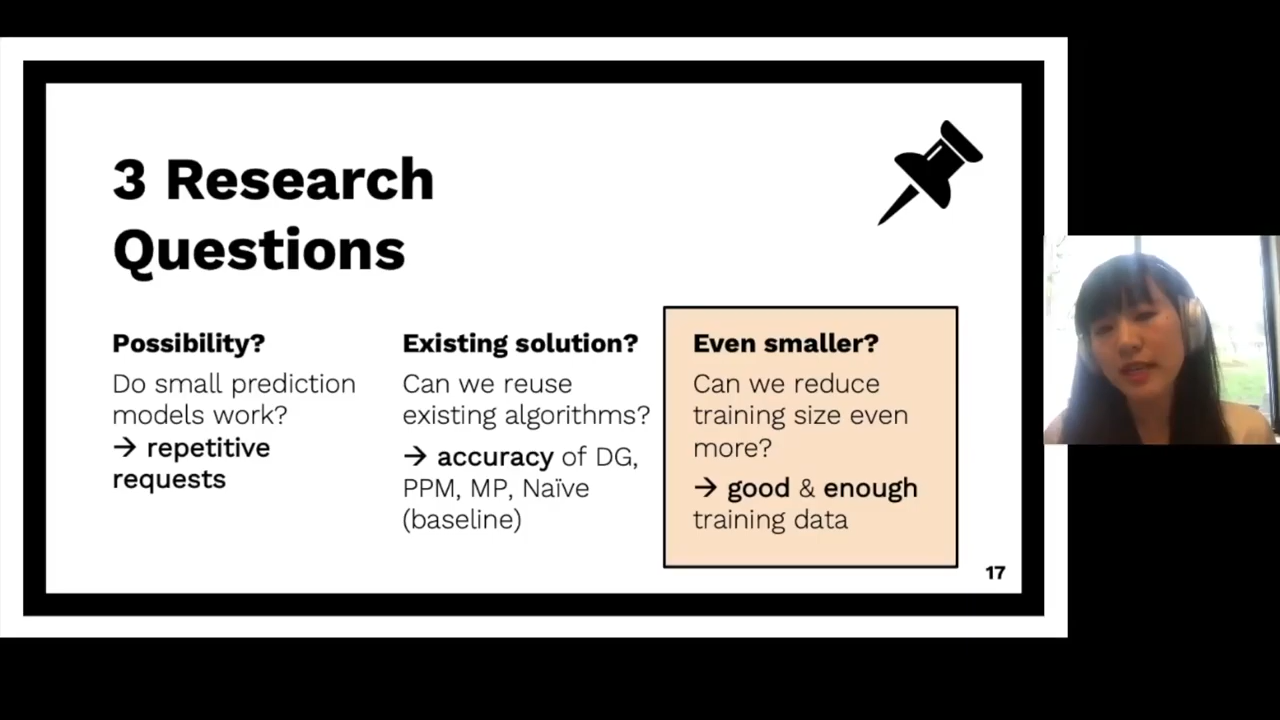 3 Research
Questions
Possibility?
Do small prediction
models work?
→ repetitive
requests
Existing solution?
Can we reuse
existing algorithms?
→ accuracy of DG,
PPM, MP, Naïve
(baseline)
Even smaller?
Can we reduce
training size even
more?
→ good & enough
training data
17